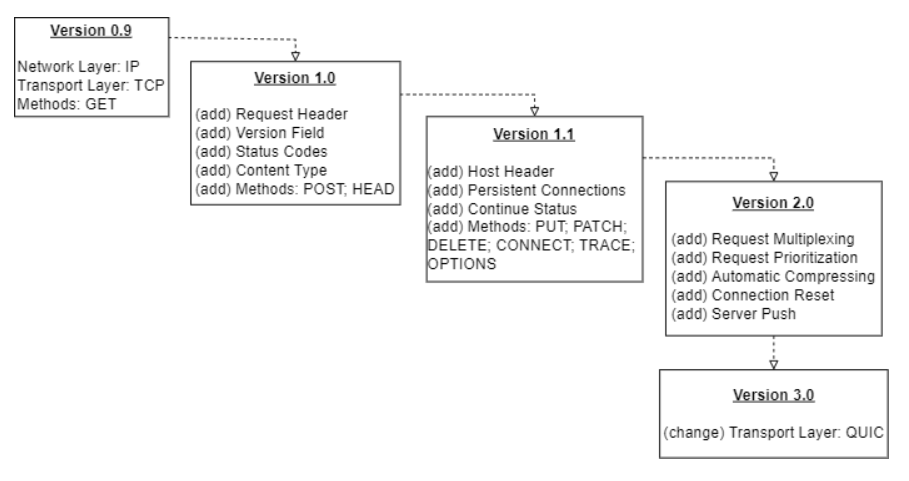 Version 0.9
Network Layer: IP
Transport Layer: TCP
Methods: GET
Version 1.0
(add) Request Header
(add) Version Field
(add) Status Codes
(add) Content Type
(add) Methods: POST; HEAD
Version 1.1
(add) Host Header
(add) Persistent Connections
(add) Continue Status
(add) Methods: PUT; PATCH;
DELETE; CONNECT; TRACE;
OPTIONS
Version 2.0
(add) Request Multiplexing
(add) Request Prioritization
(add) Automatic Compressing
(add) Connection Reset
(add) Server Push
Version 3.0
(change) Transport Layer: QUIC